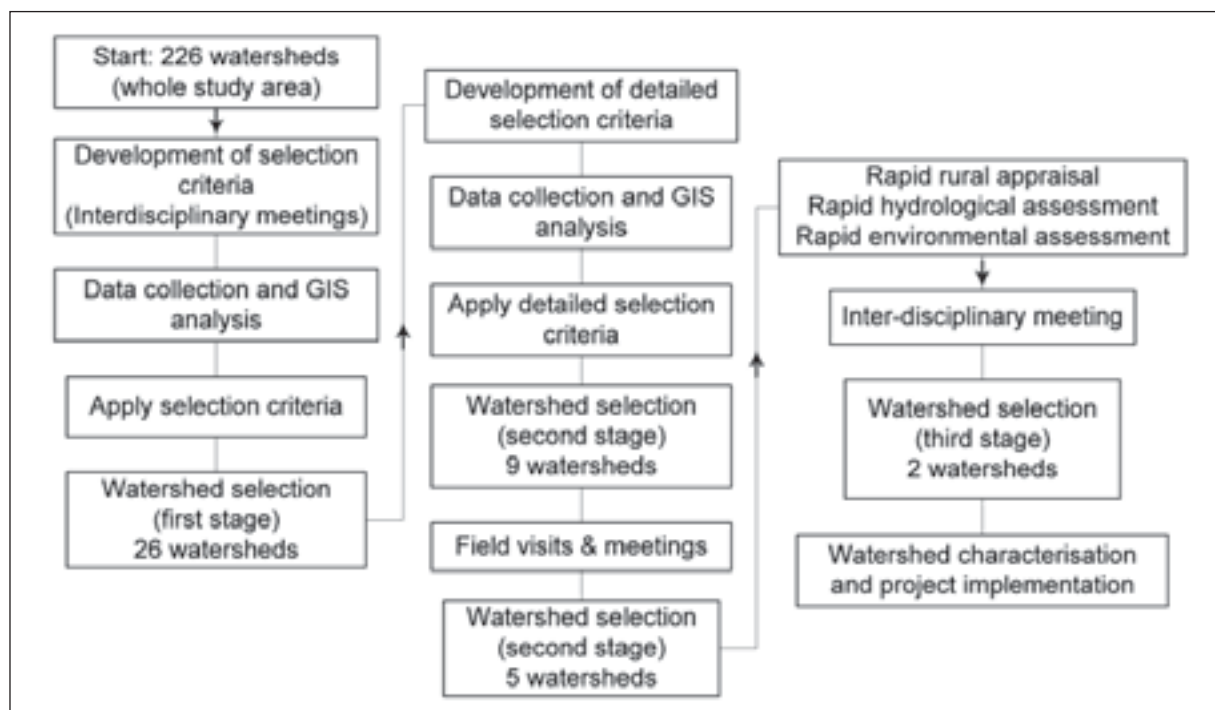 Start: 226 watersheds
(whole study area)
Development of selection
criteria
(Interdisciplinary meetings)
Data collection and GIS
analysis
Apply selection criteria
Watershed selection
(first stage)
26 watersheds
Development of detailed
selection criteria
Data collection and GIS
analysis
Apply detailed selection
criteria
Watershed selection
(second stage)
9 watersheds
Field visits & meetings
Watershed selection
(second stage)
5 watersheds
Rapid rural appraisal
Rapid hydrological assessment
Rapid environmental assessment
Inter-disciplinary meeting
Watershed selection
(third stage)
2 watersheds
Watershed characterisation
and project implementation